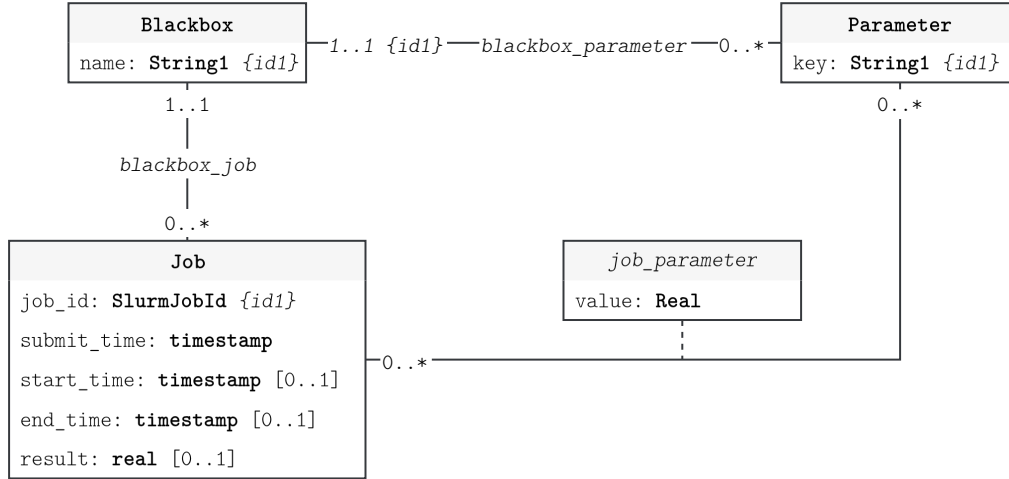 Blackbox
name: String1 {id1}
1..1 {id1}
blackbox_parameter
0..*
Parameter
key: String1 {id1}
1..1
0..*
blackbox_job
0..*
Job
job_id: SlurmJobId {id1}
submit_time: timestamp
start_time: timestamp [0..1]
end_time: timestamp [0..1]
result: real [0..1]
job_parameter
value: Real
0..*